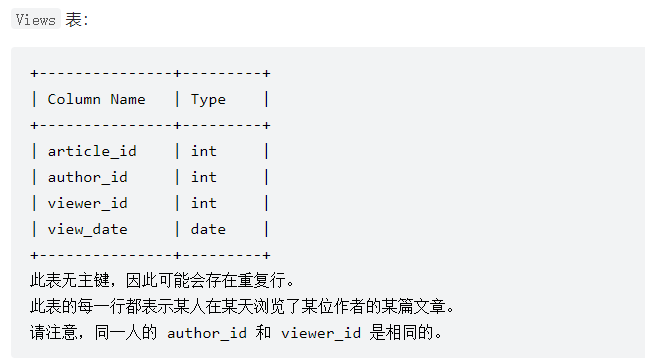 Views 表：
+---------------+---------+
| Column Name   | Type    |
+---------------+---------+
| article_id    | int     |
| author_id     | int     |
| viewer_id     | int     |
| view_date     | date    |
+---------------+---------+
此表无主键，因此可能会存在重复行。
此表的每一行都表示某人在某天浏览了某位作者的某篇文章。
请注意，同一人的 author_id 和 viewer_id 是相同的。